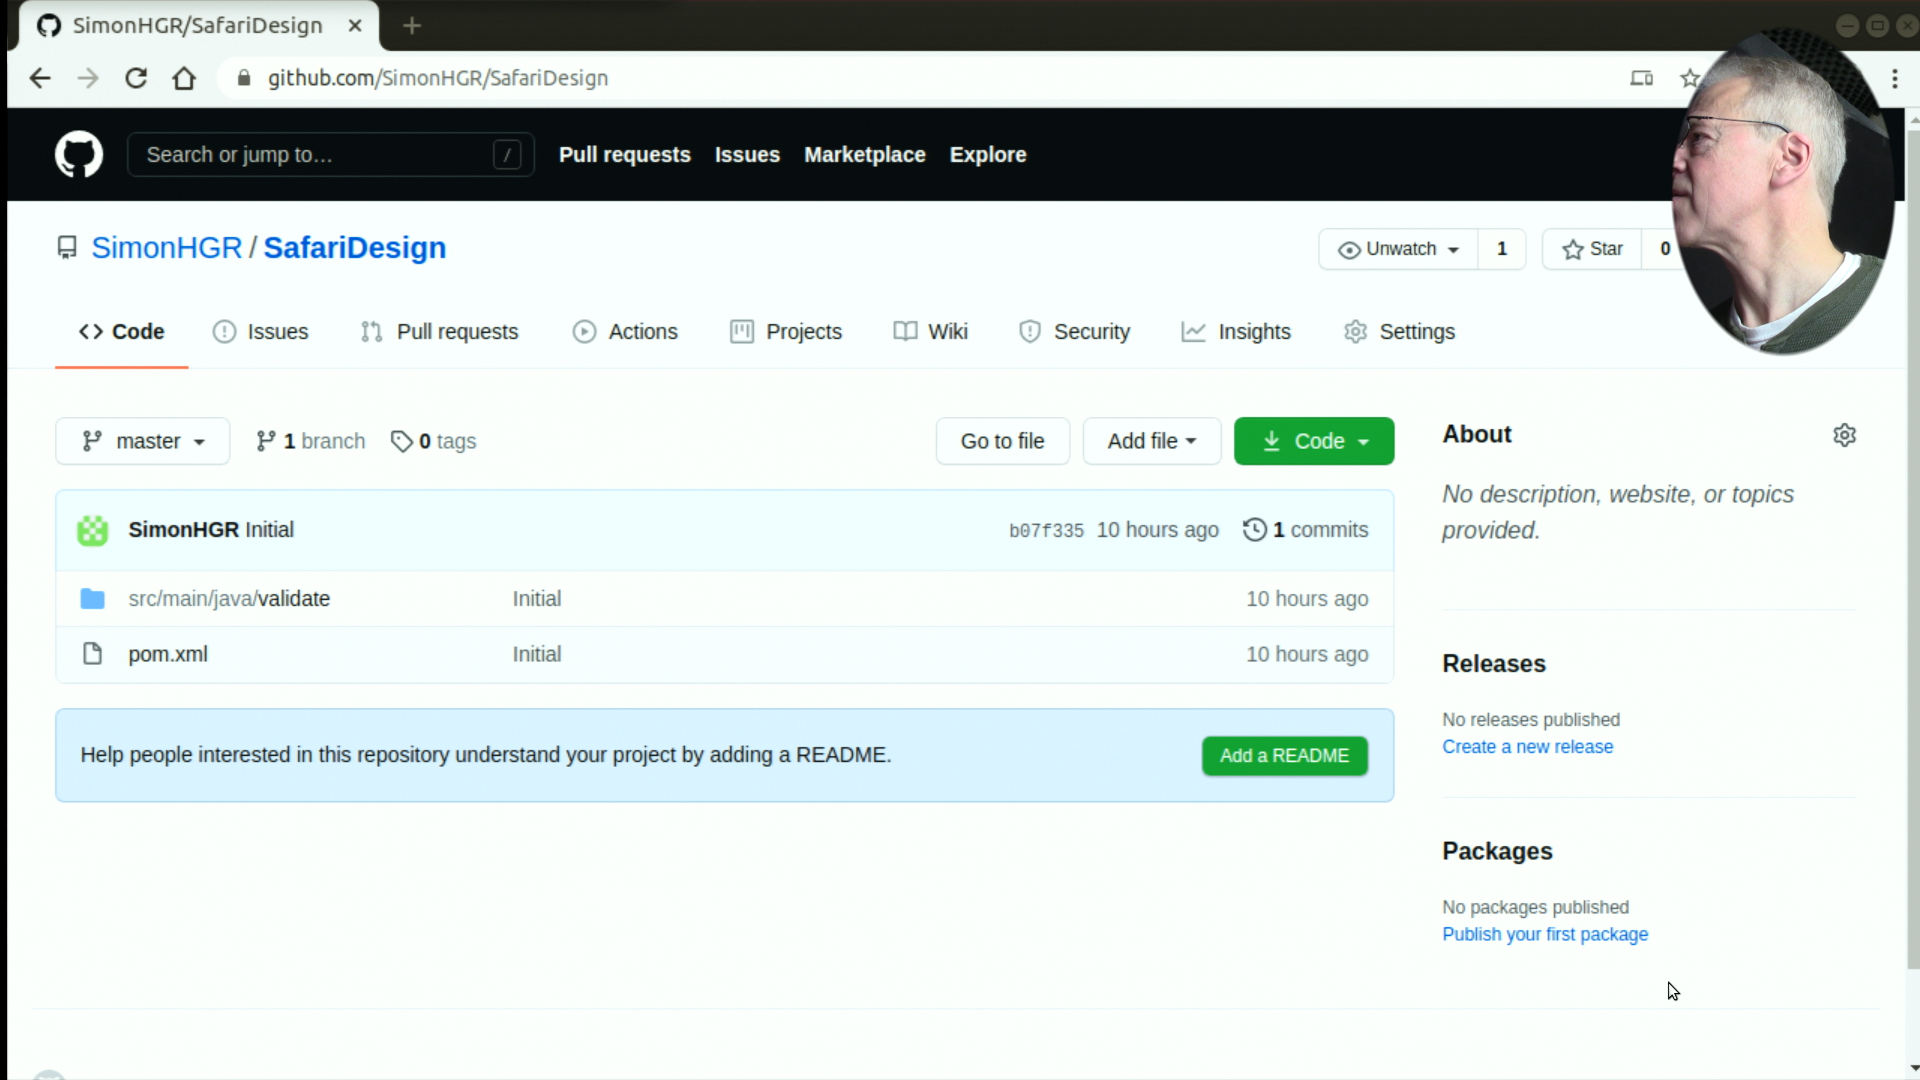 SimonHGR/SafariDesign
github.com/SimonHGR/SafariDesign
Search or jump to… / Pull requests Issues Marketplace Explore
SimonHGR / SafariDesign Unwatch 1 Star 0
Code Issues Pull requests Actions Projects Wiki Security Insights Settings
master 1 branch 0 tags Go to file Add file Code
SimonHGR Initial b07f335 10 hours ago 1 commits
src/main/java/validate Initial 10 hours ago
pom.xml Initial 10 hours ago
Help people interested in this repository understand your project by adding a README. Add a README
About
No description, website, or topics
provided.
Releases
No releases published
Create a new release
Packages
No packages published
Publish your first package